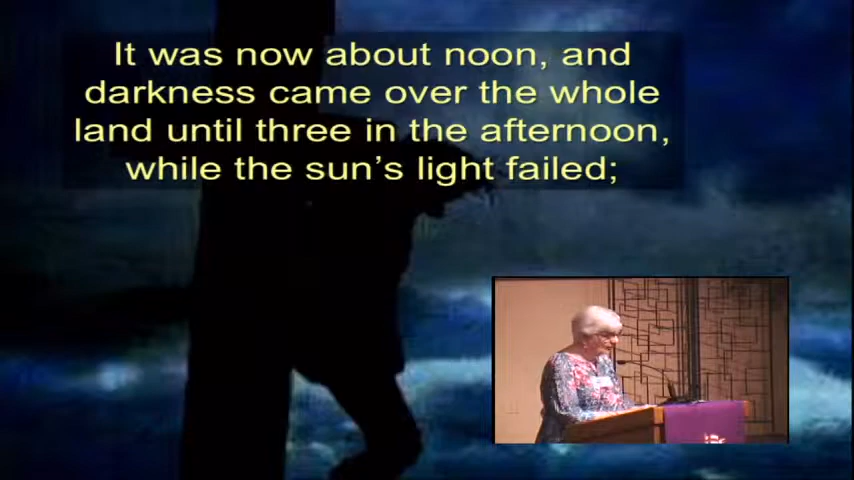 It was now about noon, and
darkness came over the whole
land until three in the afternoon,
while the sun’s light failed;